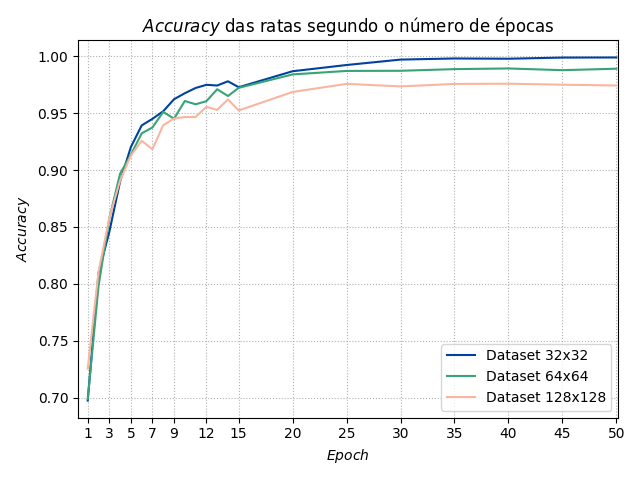 Accuracy das ratas segundo o número de épocas
1.00
0.95
0.90
0.85
0.80
0.75
0.70
Accuracy
Dataset 32x32
Dataset 64x64
Dataset 128x128
1 3 5 7 9 12 15 20 25 30 35 40 45 50
Epoch